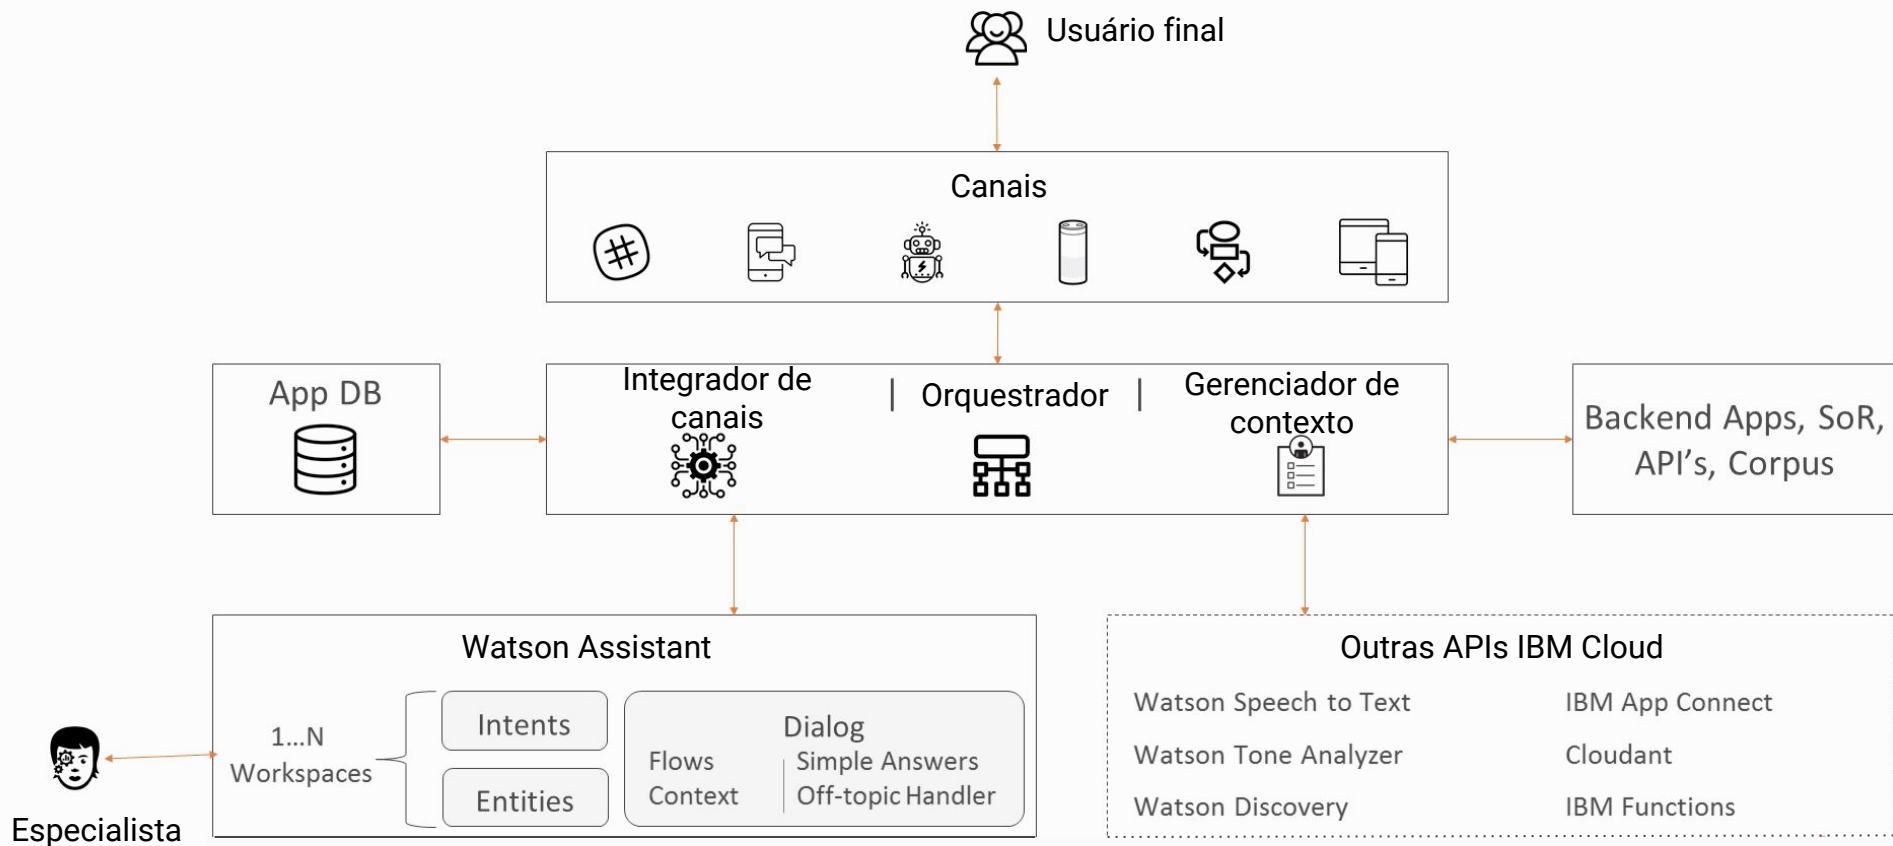 Usuário final
Canais
App DB
Integrador de
canais
|
Orquestrador
|
Gerenciador de
contexto
Backend Apps, SoR,
API's, Corpus
Watson Assistant
1...N
Workspaces
Intents
Entities
Dialog
Flows
Simple Answers
Context
Off-topic Handler
Especialista
Outras APIs IBM Cloud
Watson Speech to Text
IBM App Connect
Watson Tone Analyzer
Cloudant
Watson Discovery
IBM Functions